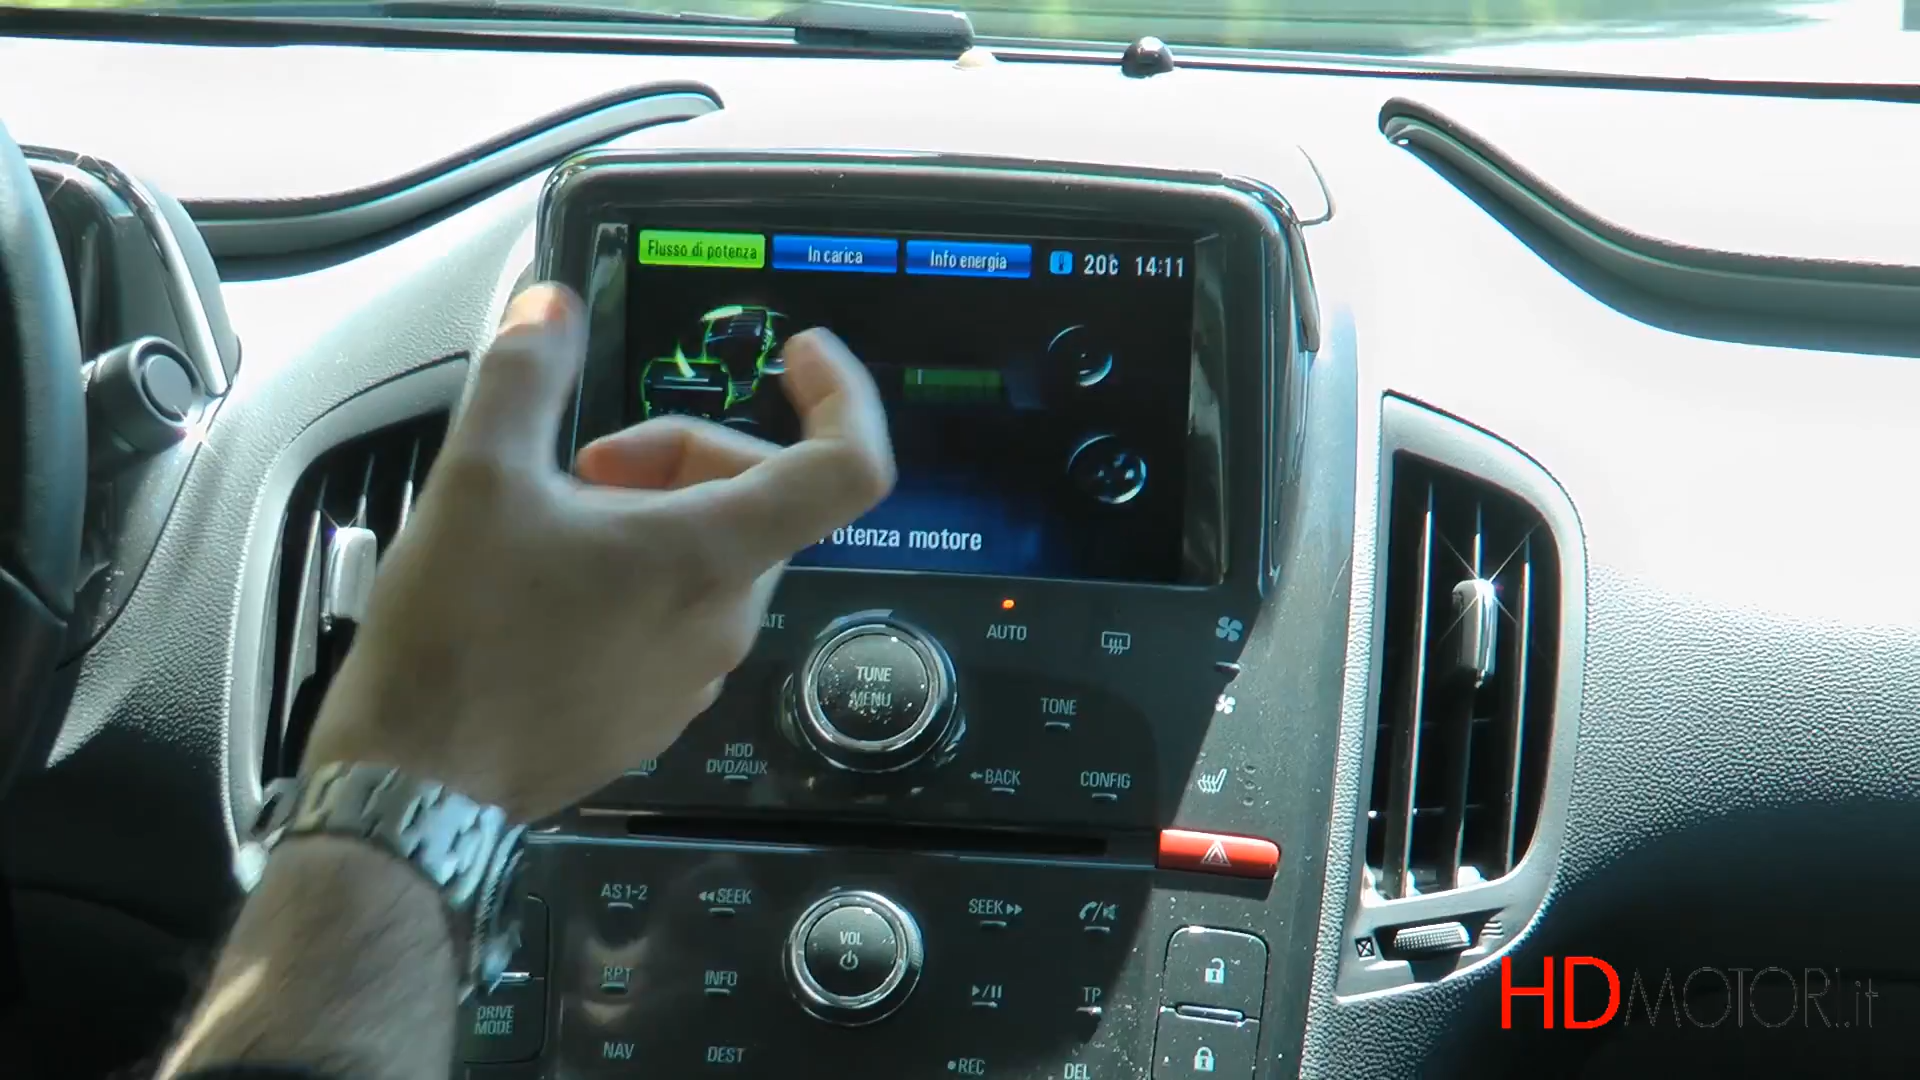 Flusso di potenza
In carica
Info energia
20c 14:11
otenza motore
AUTO
TUNE
MENU
TONE
HDD
DVD/AUX
BACK
CONFIG
AS 1-2
SEEK
SEEK
VOL
RPT
INFO
TP
DRIVE
MODE
NAV
DEST
REC
DEL
HDMOTORI.it